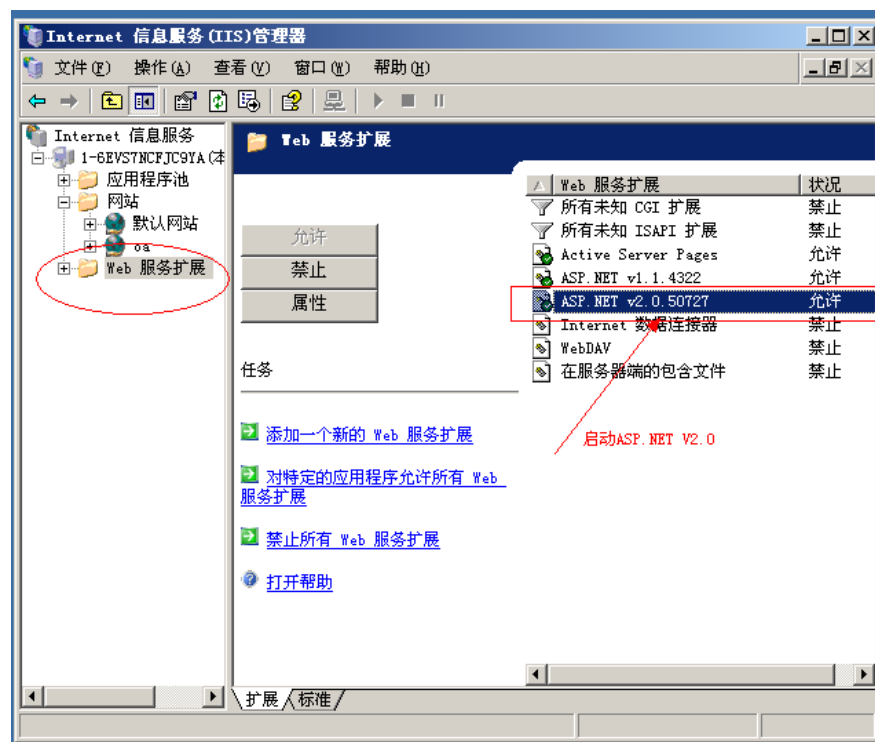 Internet 信息服务(IIS)管理器
文件(F) 操作(A) 查看(V) 窗口(W) 帮助(H)
Internet 信息服务
1-6EVS7NCFJC9YA(本
应用程序池
网站
默认网站
oa
Web 服务扩展
Web 服务扩展
允许
禁止
属性
任务
添加一个新的 Web 服务扩展
对特定的应用程序允许所有 Web
服务扩展
禁止所有 Web 服务扩展
打开帮助
Web 服务扩展 状况
所有未知 CGI 扩展 禁止
所有未知 ISAPI 扩展 禁止
Active Server Pages 允许
ASP.NET v1.1.4322 允许
ASP.NET v2.0.50727 允许
Internet 数据连接器 禁止
WebDAV 禁止
在服务器端的包含文件 禁止
启动ASP.NET V2.0
扩展 标准